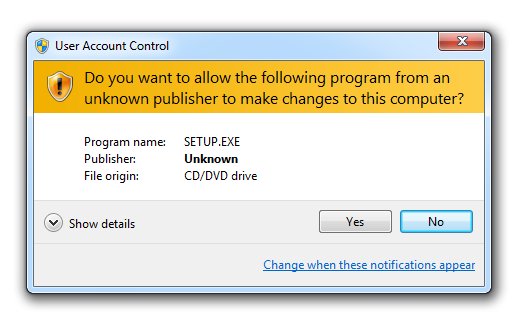 User Account Control
Do you want to allow the following program from an
unknown publisher to make changes to this computer?
Program name: SETUP.EXE
Publisher: Unknown
File origin: CD/DVD drive
Show details
Yes
No
Change when these notifications appear